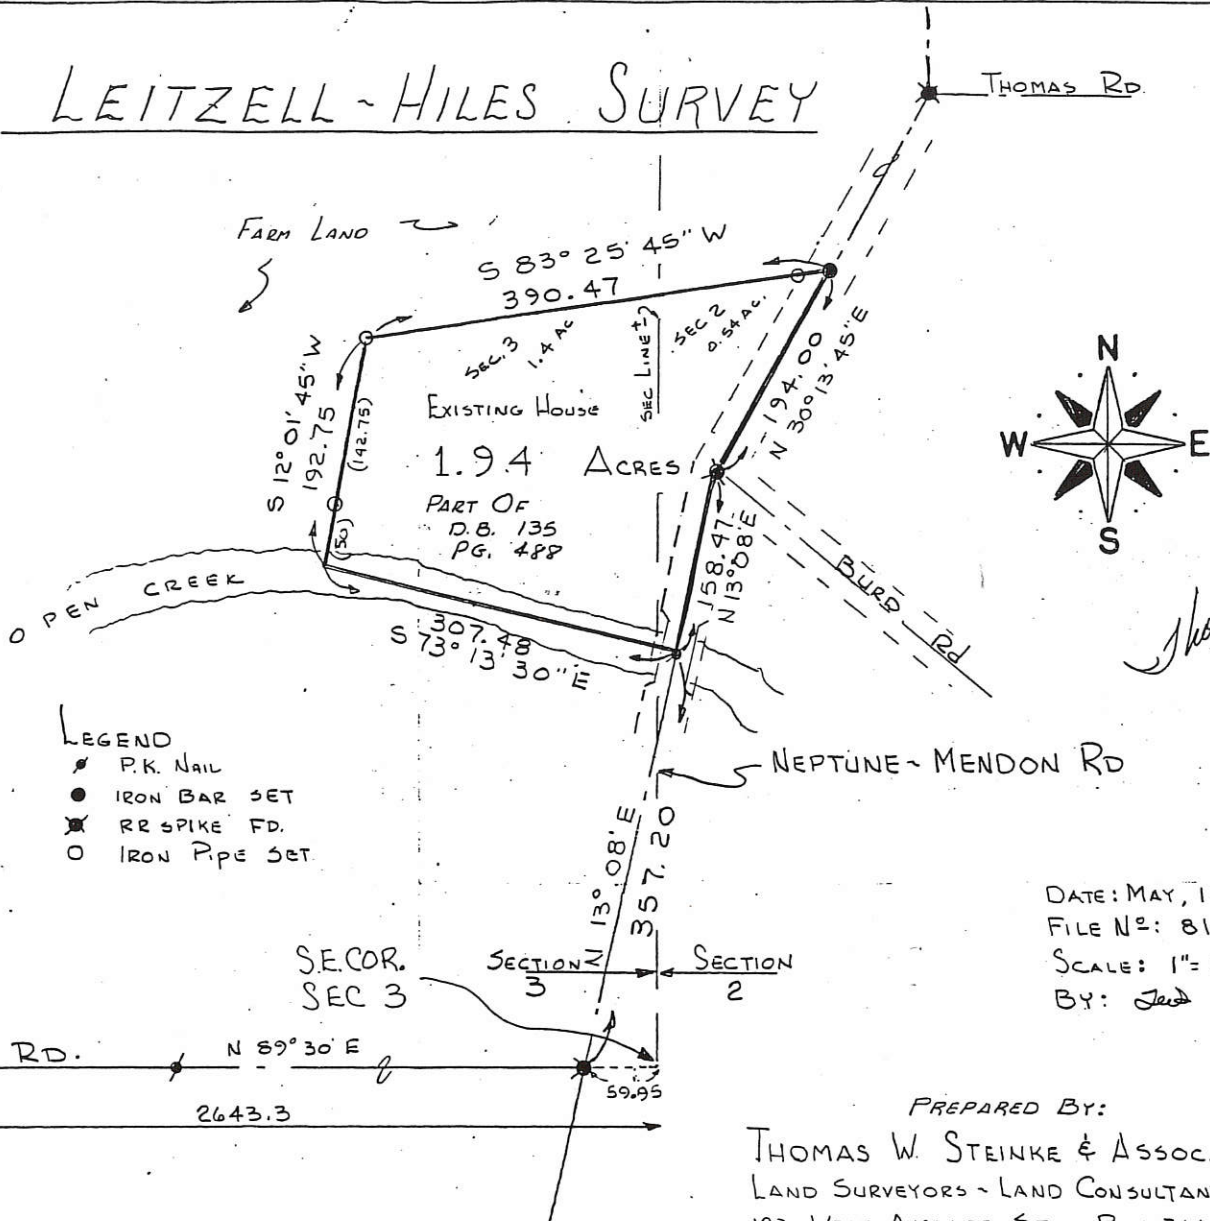 LEITZELL ~ HILES SURVEY
THOMAS RD.
FARM LAND
S 83° 25' 45" W
390.47
SEC. 3
1.4 AC
SEC LINE ±
SEC 2
0.54 AC.
194.00
N 30° 13' 45" E
S 12° 01' 45" W
192.75
(142.75)
(50)
EXISTING HOUSE
1.94 ACRES
PART OF
D.B. 135
PG. 488
N
W E
S
158.47
N 13° 08' E
BURD Rd
OPEN CREEK
307.48
S 73° 13' 30" E
LEGEND
P.K. NAIL
IRON BAR SET
RR SPIKE FD.
IRON PIPE SET
NEPTUNE ~ MENDON RD
N 13° 08' E
357.20
DATE: MAY, 1
FILE Nº: 81
SCALE: 1"=
BY:
S.E. COR.
SEC 3
SECTION
3
SECTION
2
RD.
N 89° 30' E
59.95
2643.3
PREPARED BY:
THOMAS W. STEINKE & ASSOC.
LAND SURVEYORS ~ LAND CONSULTAN